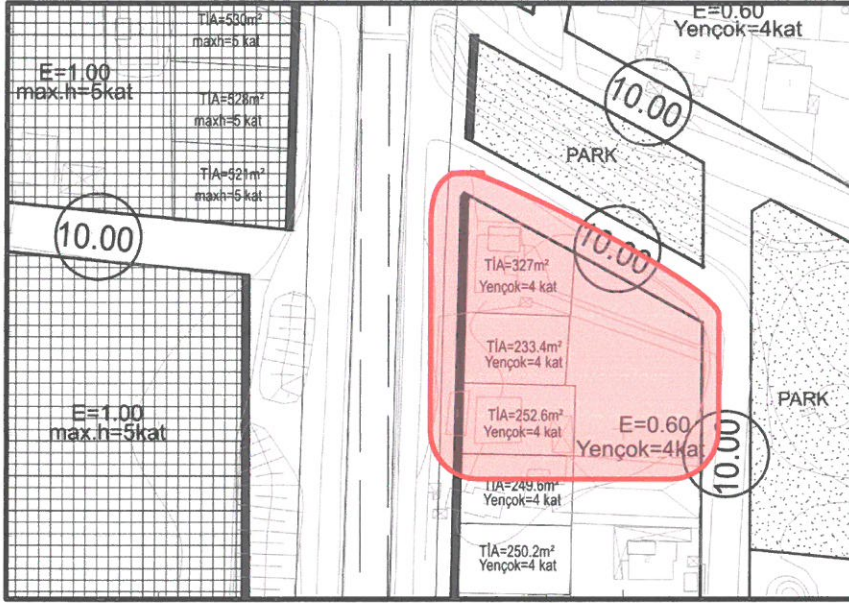 TİA=530m²
maxh=5 kat
E=1.00
max.h=5kat
TİA=528m²
maxh=5 kat
TİA=521m²
maxh=5 kat
10.00
E=1.00
max.h=5kat
E=0.60
Yençok=4kat
10.00
PARK
10.00
TİA=327m²
Yençok=4 kat
TİA=233.4m²
Yençok=4 kat
TİA=252.6m²
Yençok=4 kat
E=0.60
Yençok=4kat
10.00
PARK
TİA=249.6m²
Yençok=4 kat
TİA=250.2m²
Yençok=4 kat